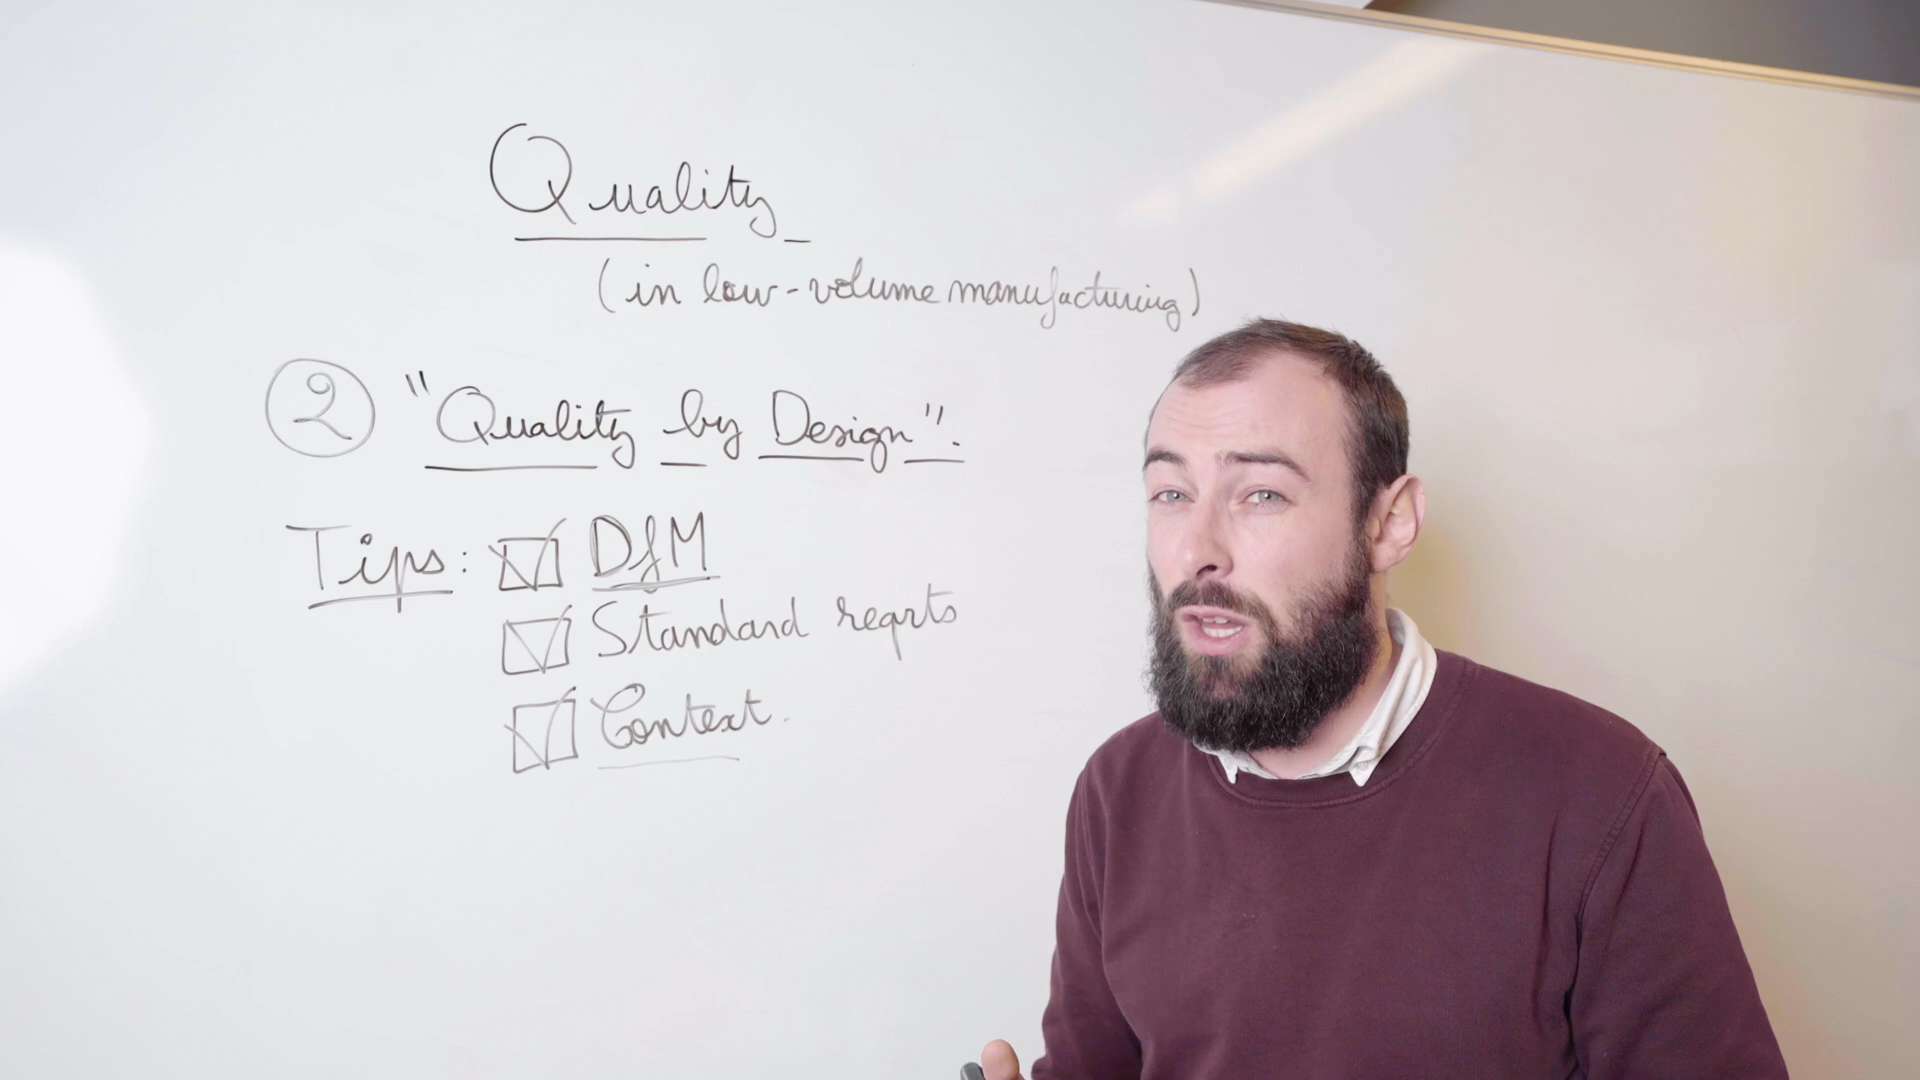 Quality
(in low-volume manufacturing)
2 "Quality by Design".
Tips: DfM
Standard reqrts
Context.